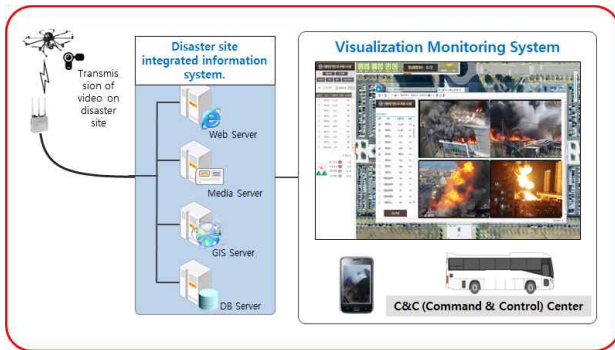 Transmis
sion of
video on
disaster
site
Disaster site
integrated information
system.
Web Server
Media Server
GIS Server
DB Server
Visualization Monitoring System
C&C (Command & Control) Center